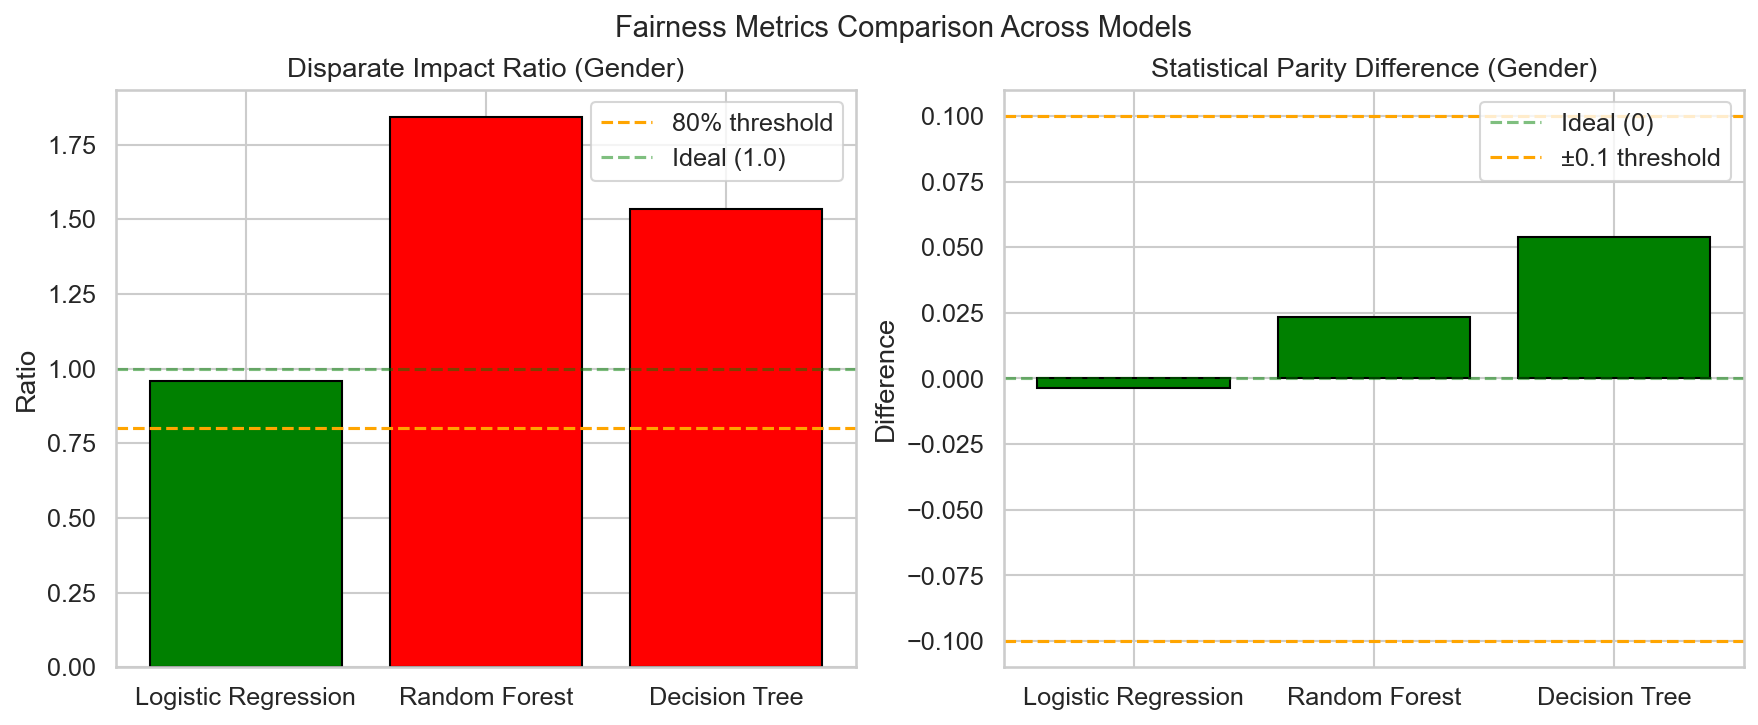 Fairness Metrics Comparison Across Models
Disparate Impact Ratio (Gender)
Ratio
1.75
1.50
1.25
1.00
0.75
0.50
0.25
0.00
80% threshold
Ideal (1.0)
Logistic Regression
Random Forest
Decision Tree
Statistical Parity Difference (Gender)
Difference
0.100
0.075
0.050
0.025
0.000
−0.025
−0.050
−0.075
−0.100
Ideal (0)
±0.1 threshold
Logistic Regression
Random Forest
Decision Tree